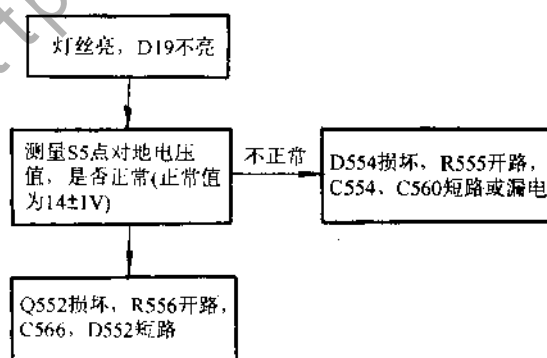 灯丝亮，D19不亮
测量S5点对地电压
值，是否正常(正常值
为14±1V)
不正常
D554损坏，R555开路，
C554、C560短路或漏电
Q552损坏，R556开路，
C566，D552短路